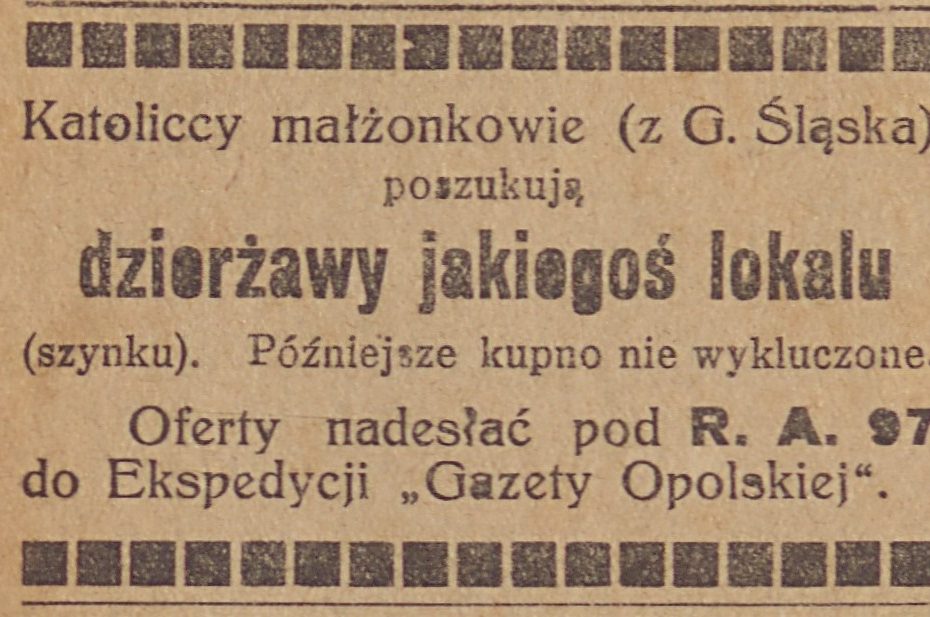 Katoliccy małżonkowie (z G. Śląska)
poszukują
dzierżawy jakiegoś lokalu
(szynku). Późniejsze kupno nie wykluczone.
Oferty nadesłać pod R. A. 97
do Ekspedycji „Gazety Opolskiej“.